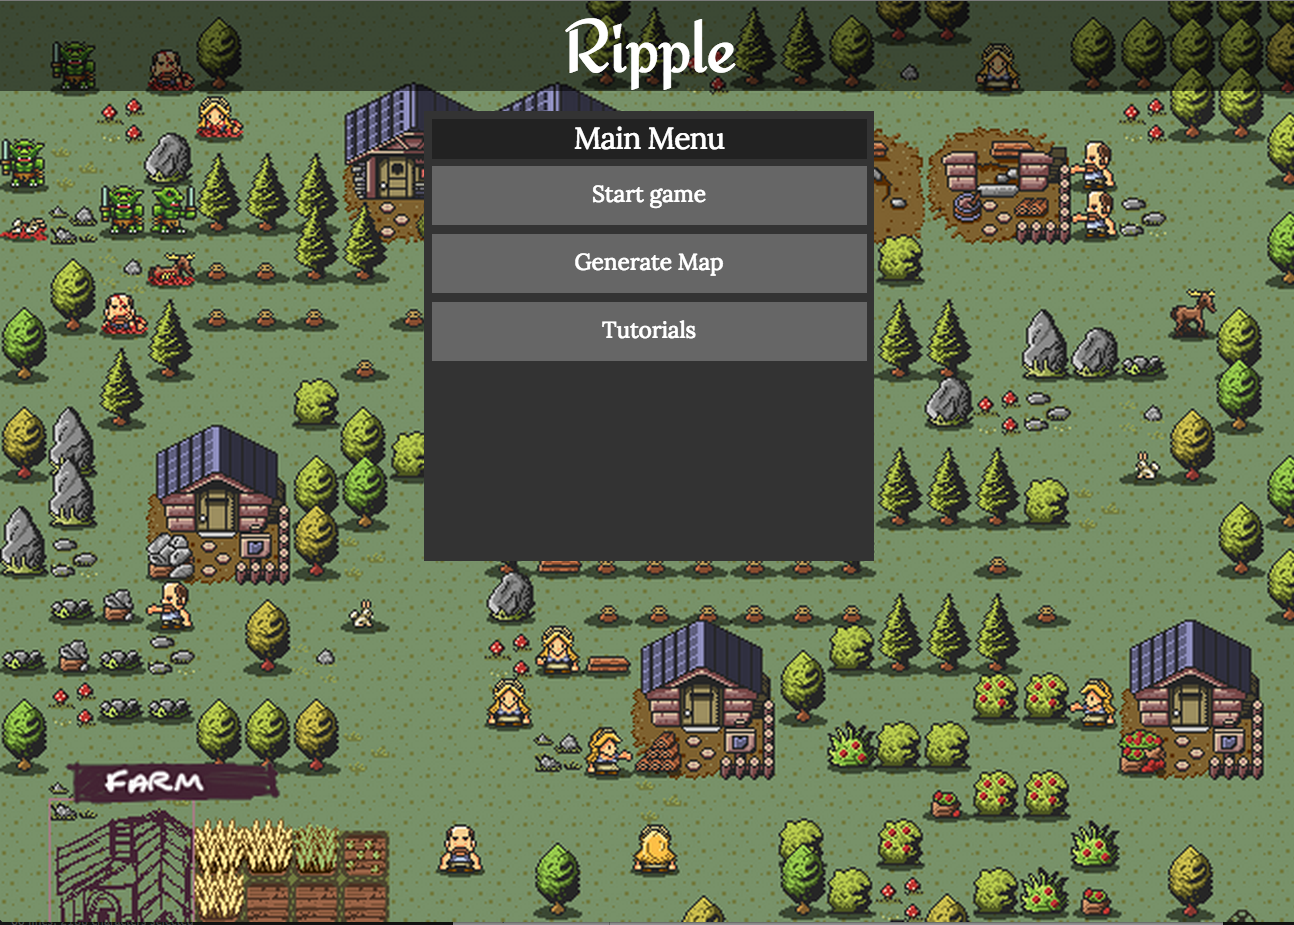 Ripple
Main Menu
Start game
Generate Map
Tutorials
FARM